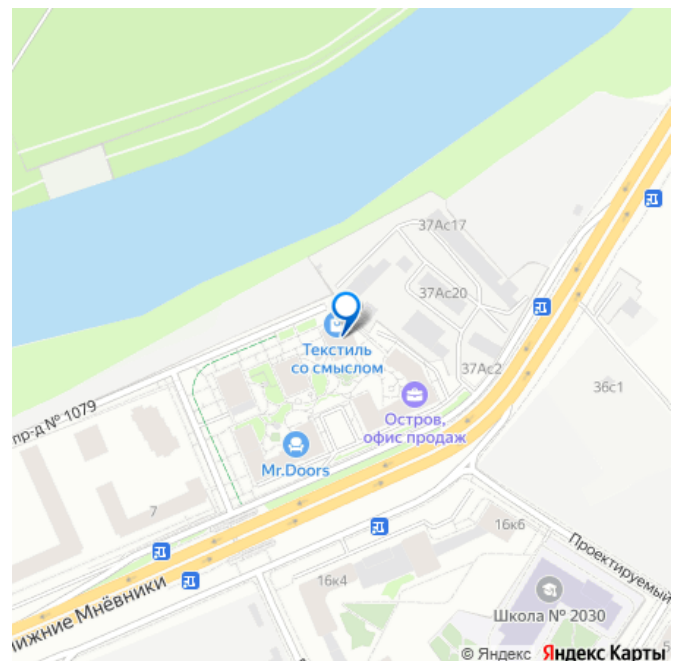 37Ас17
37Ас20
Текстиль
со смыслом
37Ас2
36с1
пр-д № 1079
Остров,
офис продаж
Mr.Doors
7
16к6
Проектируемый
16к4
ижние Мнёвники
Школа № 2030
5
© Яндекс Яндекс Карты